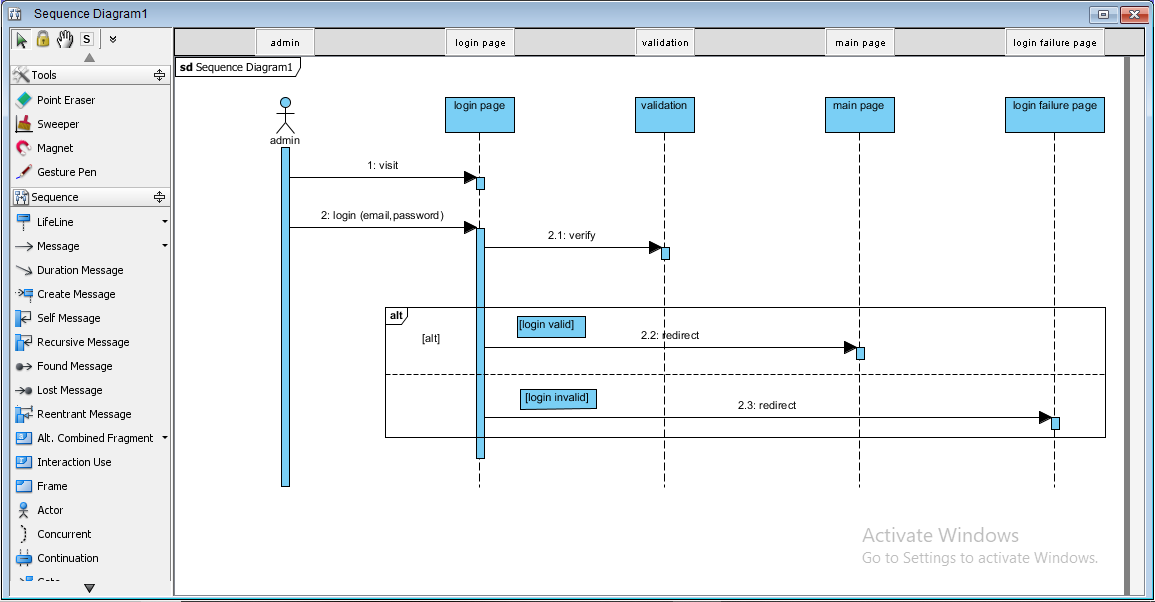 Sequence Diagram1
S
Tools
Point Eraser
Sweeper
Magnet
Gesture Pen
Sequence
LifeLine
Message
Duration Message
Create Message
Self Message
Recursive Message
Found Message
Lost Message
Reentrant Message
Alt. Combined Fragment
Interaction Use
Frame
Actor
Concurrent
Continuation
admin
login page
validation
main page
login failure page
sd Sequence Diagram1
login page
validation
main page
login failure page
admin
1: visit
2: login (email,password)
2.1: verify
alt
[login valid]
[alt]
2.2: redirect
[login invalid]
2.3: redirect
Activate Windows
Go to Settings to activate Windows.